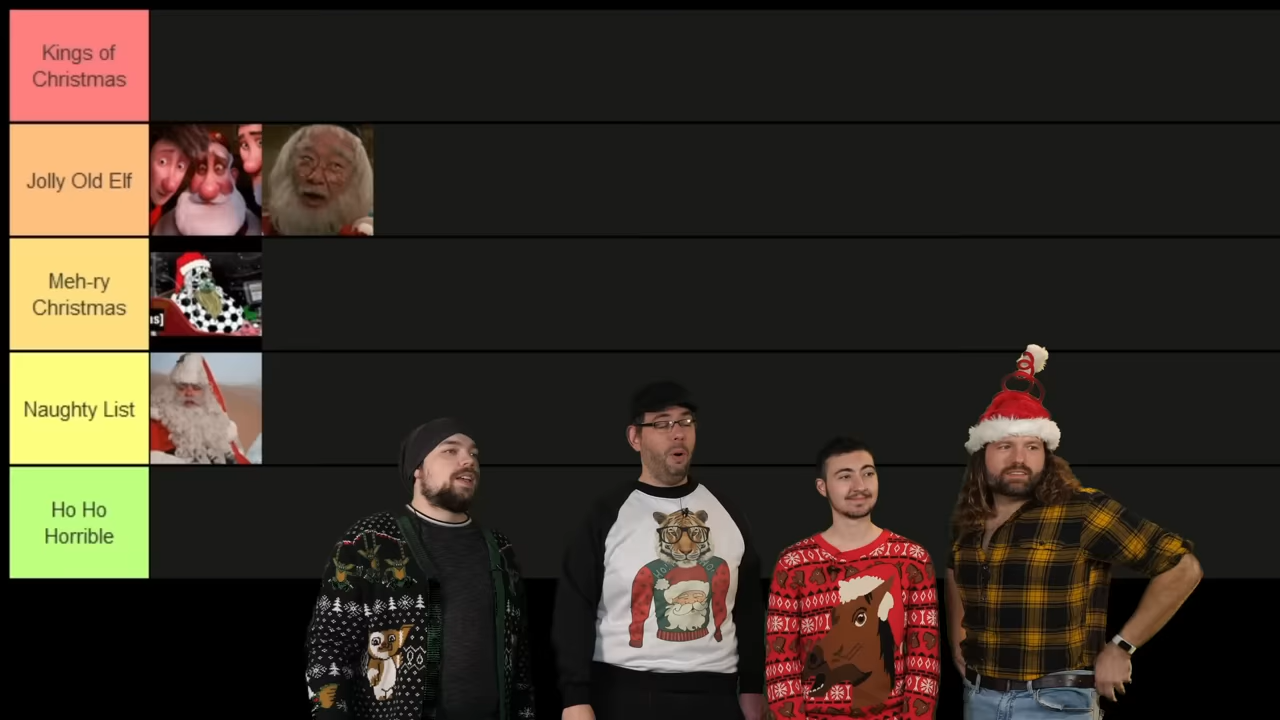 Kings of
Christmas
Jolly Old Elf
Meh-ry
Christmas
Naughty List
Ho Ho
Horrible